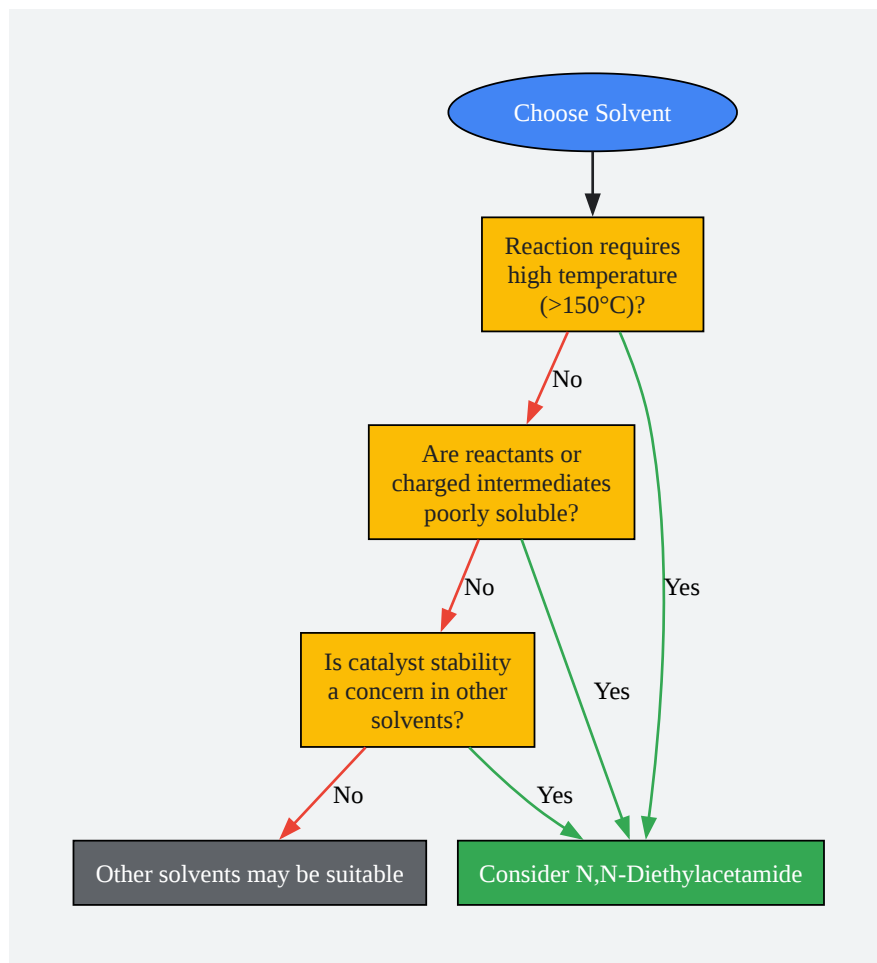 Choose Solvent
Reaction requires
high temperature
(>150°C)?
No
Are reactants or
charged intermediates
poorly soluble?
No
Yes
Is catalyst stability
a concern in other
solvents?
Yes
No
Yes
Other solvents may be suitable
Consider N,N-Diethylacetamide